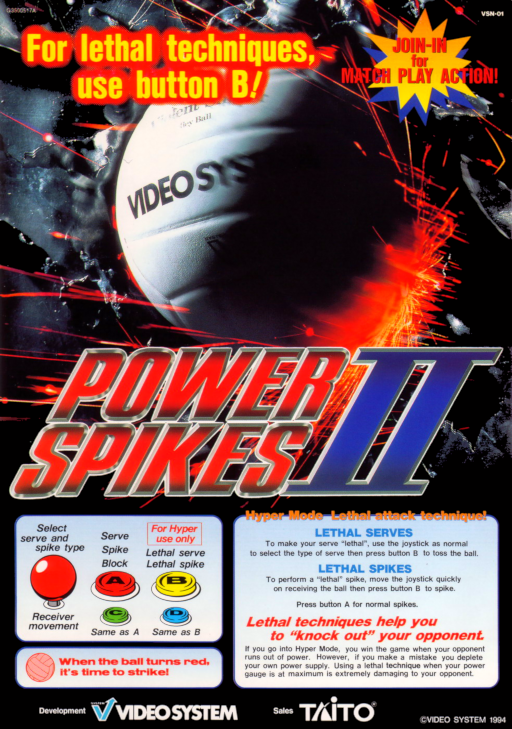 VSN-01
For lethal techniques,
use button B!
JOIN-IN
for
MATCH PLAY ACTION!
VIDEO SYS
POWER
SPIKES II
Select
serve and
spike type
Receiver
movement
Serve
Spike
Block
A
C
Same as A
For Hyper
use only
Lethal serve
Lethal spike
B
D
Same as B
When the ball turns red,
it's time to strike!
Hyper Mode Lethal attack technique!
LETHAL SERVES
To make your serve "lethal", use the joystick as normal
to select the type of serve then press button B to toss the ball.
LETHAL SPIKES
To perform a "lethal" spike, move the joystick quickly
on receiving the ball then press button B to spike.
Press button A for normal spikes.
Lethal techniques help you
to "knock out" your opponent.
If you go into Hyper Mode, you win the game when your opponent
runs out of power. However, if you make a mistake you deplete
your own power supply. Using a lethal technique when your power
gauge is at maximum is extremely damaging to your opponent.
Development VIDEO SYSTEM
Sales TAITO®
©VIDEO SYSTEM 1994